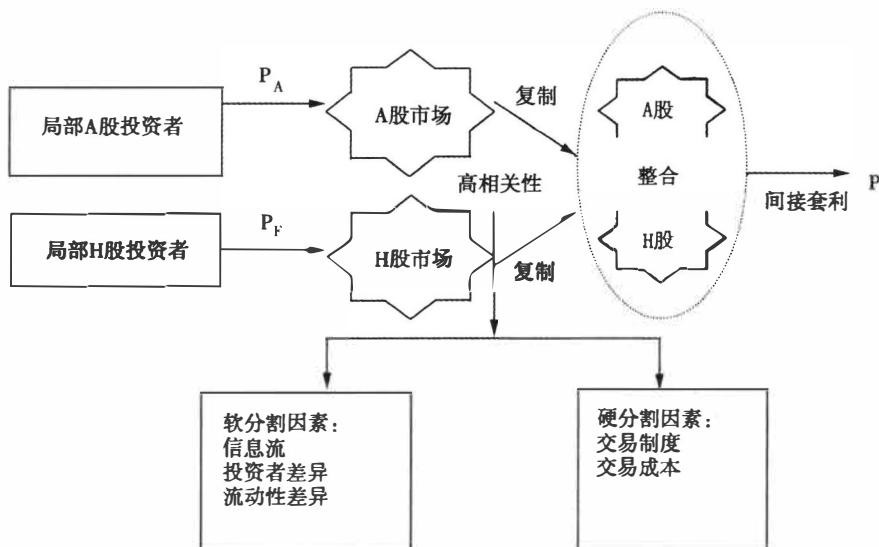 P_A
局部A股投资者
A股市场
复制
A股
高相关性
整合
P
间接套利
P_F
局部H股投资者
H股市场
复制
H股
软分割因素：
信息流
投资者差异
流动性差异
硬分割因素：
交易制度
交易成本